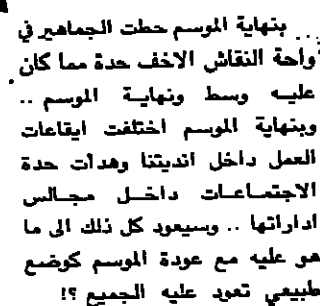 .. بنهاية الموسم حطت الجماهير في
واحة النقاش الاخف حدة مما كان
عليه وسط ونهاية الموسم ..
وبنهاية الموسم اختلفت ايقاعات
العمل داخل انديتنا وهدأت حدة
الاجتماعات داخل مجالس
اداراتها .. وسيعود كل ذلك الى ما
هو عليه مع عودة الموسم كوضع
طبيعي تعود عليه الجميع ؟!